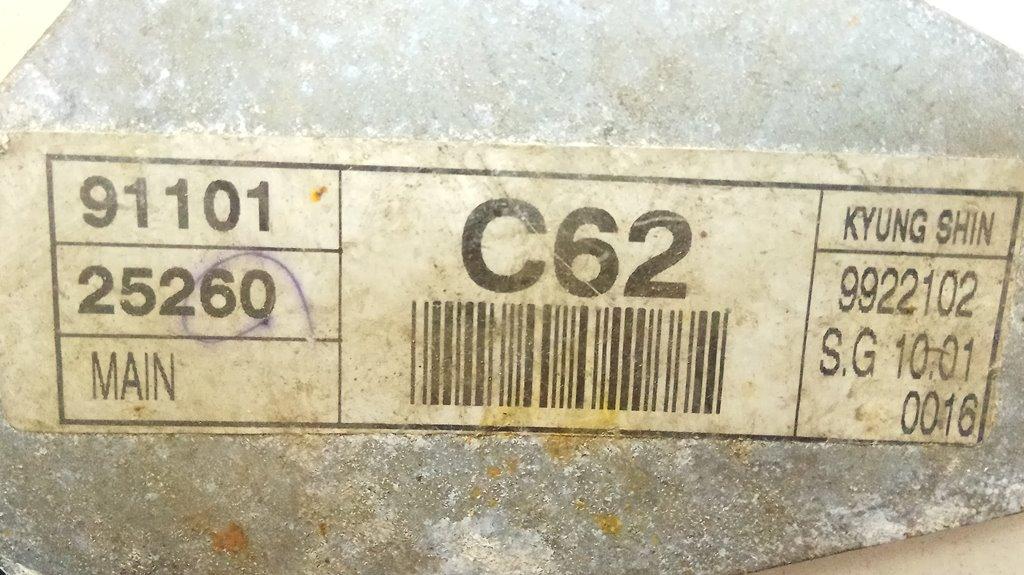 91101
25260
MAIN
C62
KYUNG SHIN
9922102
S.G 10.01
0016